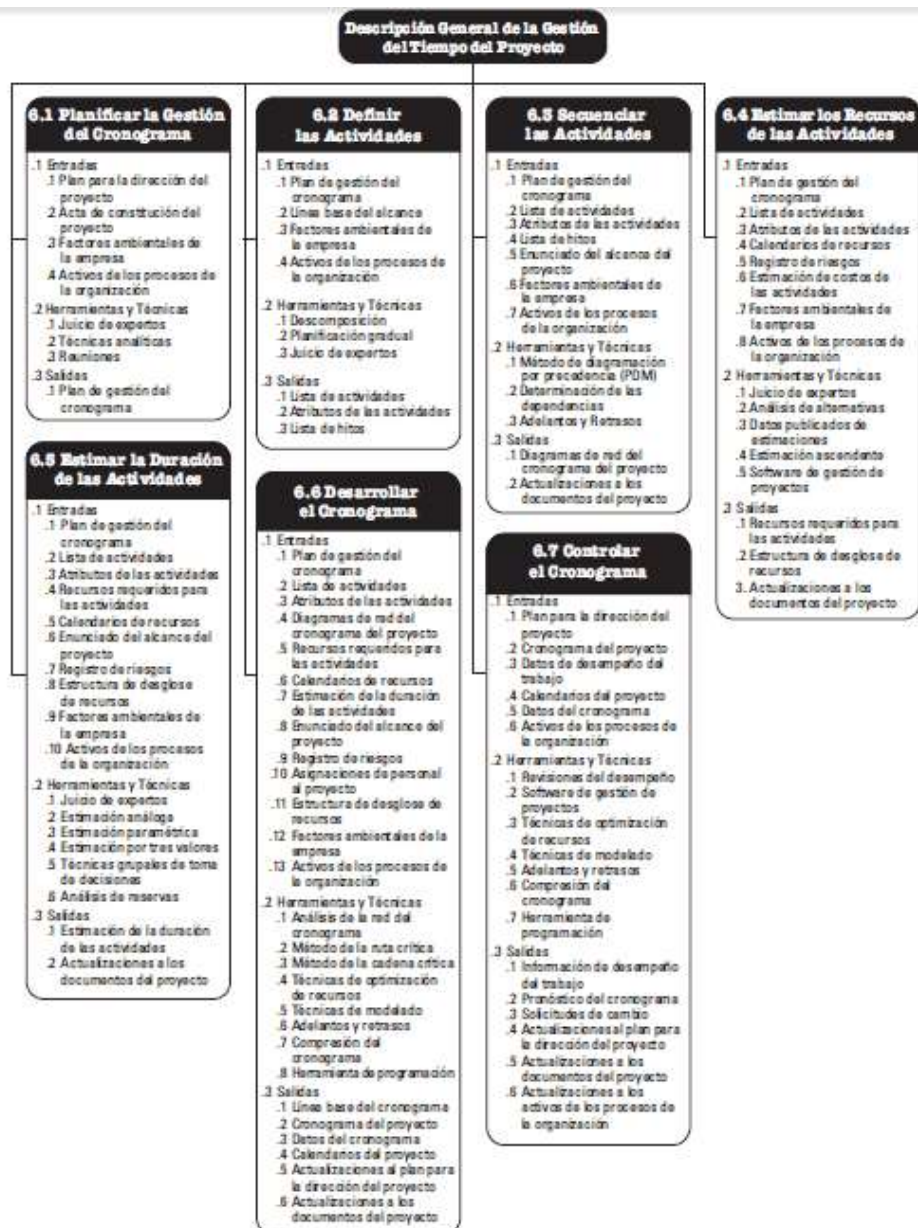 Descripción General de la Gestión
del Tiempo del Proyecto
6.1 Planificar la Gestión
del Cronograma
.1 Entradas
.1 Plan para la dirección del
proyecto
.2 Acta de constitución del
proyecto
.3 Factores ambientales de
la empresa
.4 Activos de los procesos de
la organización
.2 Herramientas y Técnicas
.1 Juicio de expertos
.2 Técnicas analíticas
.3 Reuniones
.3 Salidas
.1 Plan de gestión del
cronograma
6.2 Definir
las Actividades
.1 Entradas
.1 Plan de gestión del
cronograma
.2 Línea base del alcance
.3 Factores ambientales de
la empresa
.4 Activos de los procesos de
la organización
.2 Herramientas y Técnicas
.1 Descomposición
.2 Planificación gradual
.3 Juicio de expertos
.3 Salidas
.1 Lista de actividades
.2 Atributos de las actividades
.3 Lista de hitos
6.3 Secuenciar
las Actividades
.1 Entradas
.1 Plan de gestión del
cronograma
.2 Lista de actividades
.3 Atributos de las actividades
.4 Lista de hitos
.5 Enunciado del alcance del
proyecto
.6 Factores ambientales de
la empresa
.7 Activos de los procesos
de la organización
.2 Herramientas y Técnicas
.1 Método de diagramación
por precedencia (PDM)
.2 Determinación de las
dependencias
.3 Adelantos y Retrasos
.3 Salidas
.1 Diagramas de red del
cronograma del proyecto
.2 Actualizaciones a los
documentos del proyecto
6.4 Estimar los Recursos
de las Actividades
.1 Entradas
.1 Plan de gestión del
cronograma
.2 Lista de actividades
.3 Atributos de las actividades
.4 Calendarios de recursos
.5 Registro de riesgos
.6 Estimación de costos de
las actividades
.7 Factores ambientales de
la empresa
.8 Activos de los procesos de
la organización
.2 Herramientas y Técnicas
.1 Juicio de expertos
.2 Análisis de alternativas
.3 Datos publicados de
estimaciones
.4 Estimación ascendente
.5 Software de gestión de
proyectos
.3 Salidas
.1 Recursos requeridos para
las actividades
.2 Estructura de desglose de
recursos
3. Actualizaciones a los
documentos del proyecto
6.5 Estimar la Duración
de las Actividades
.1 Entradas
.1 Plan de gestión del
cronograma
.2 Lista de actividades
.3 Atributos de las actividades
.4 Recursos requeridos para
las actividades
.5 Calendarios de recursos
.6 Enunciado del alcance del
proyecto
.7 Registro de riesgos
.8 Estructura de desglose
de recursos
.9 Factores ambientales de
la empresa
.10 Activos de los procesos
de la organización
.2 Herramientas y Técnicas
.1 Juicio de expertos
.2 Estimación análoga
.3 Estimación paramétrica
.4 Estimación por tres valores
.5 Técnicas grupales de toma
de decisiones
.6 Análisis de reservas
.3 Salidas
.1 Estimación de la duración
de las actividades
.2 Actualizaciones a los
documentos del proyecto
6.6 Desarrollar
el Cronograma
.1 Entradas
.1 Plan de gestión del
cronograma
.2 Lista de actividades
.3 Atributos de las actividades
.4 Diagramas de red del
cronograma del proyecto
.5 Recursos requeridos para
las actividades
.6 Calendarios de recursos
.7 Estimación de la duración
de las actividades
.8 Enunciado del alcance del
proyecto
.9 Registro de riesgos
.10 Asignaciones de personal
al proyecto
.11 Estructura de desglose de
recursos
.12 Factores ambientales de la
empresa
.13 Activos de los procesos de
la organización
.2 Herramientas y Técnicas
.1 Análisis de la red del
cronograma
.2 Método de la ruta crítica
.3 Método de la cadena crítica
.4 Técnicas de optimización
de recursos
.5 Técnicas de modelado
.6 Adelantos y retrasos
.7 Compresión del
cronograma
.8 Herramienta de programación
.3 Salidas
.1 Línea base del cronograma
.2 Cronograma del proyecto
.3 Datos del cronograma
.4 Calendarios del proyecto
.5 Actualizaciones al plan para
la dirección del proyecto
.6 Actualizaciones a los
documentos del proyecto
6.7 Controlar
el Cronograma
.1 Entradas
.1 Plan para la dirección del
proyecto
.2 Cronograma del proyecto
.3 Datos de desempeño del
trabajo
.4 Calendarios del proyecto
.5 Datos del cronograma
.6 Activos de los procesos de
la organización
.2 Herramientas y Técnicas
.1 Revisiones del desempeño
.2 Software de gestión de
proyectos
.3 Técnicas de optimización
de recursos
.4 Técnicas de modelado
.5 Adelantos y retrasos
.6 Compresión del
cronograma
.7 Herramienta de
programación
.3 Salidas
.1 Información de desempeño
del trabajo
.2 Pronóstico del cronograma
.3 Solicitudes de cambio
.4 Actualizaciones al plan para
la dirección del proyecto
.5 Actualizaciones a los
documentos del proyecto
.6 Actualizaciones a los
activos de los procesos de
la organización